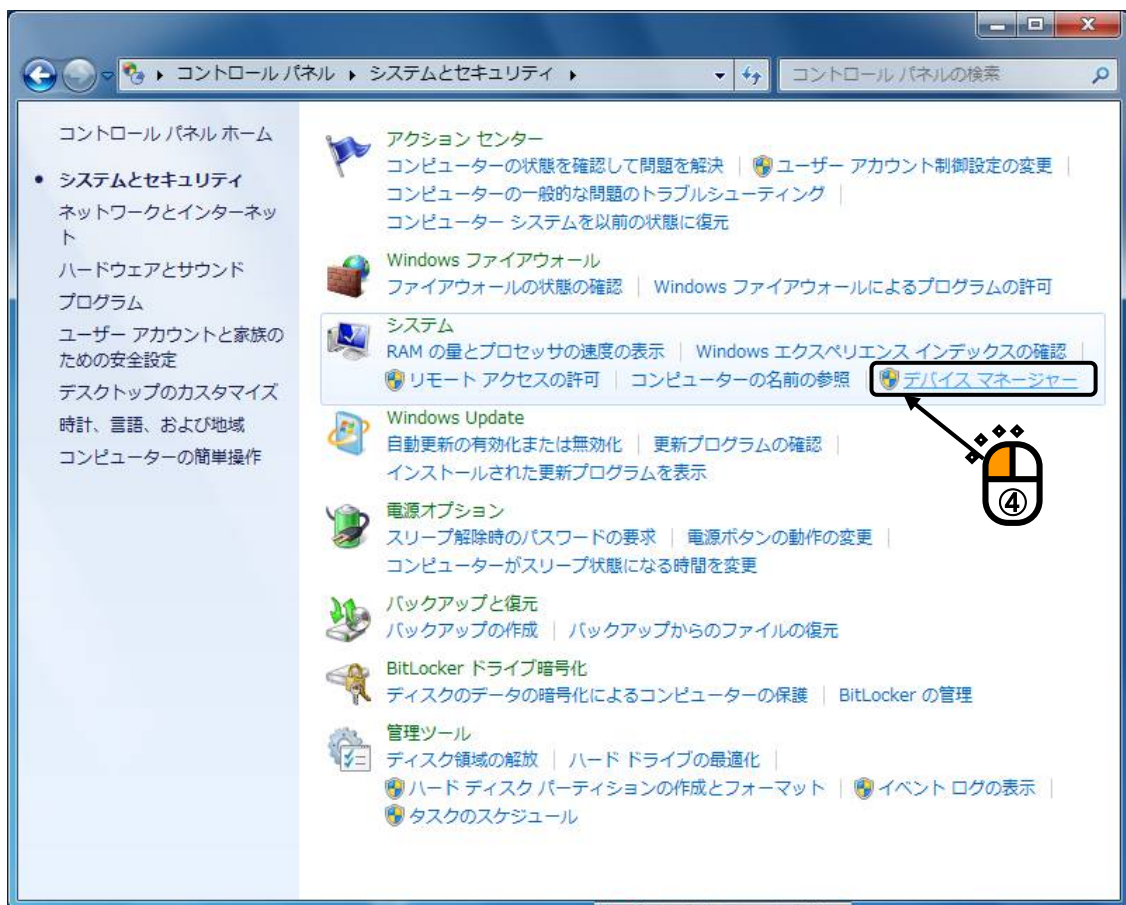 コントロール パネル ▸ システムとセキュリティ ▸
コントロール パネルの検索
コントロール パネル ホーム
• システムとセキュリティ
ネットワークとインターネッ
ト
ハードウェアとサウンド
プログラム
ユーザー アカウントと家族の
ための安全設定
デスクトップのカスタマイズ
時計、言語、および地域
コンピューターの簡単操作
アクション センター
コンピューターの状態を確認して問題を解決 | ユーザー アカウント制御設定の変更 |
コンピューターの一般的な問題のトラブルシューティング |
コンピューター システムを以前の状態に復元
Windows ファイアウォール
ファイアウォールの状態の確認 | Windows ファイアウォールによるプログラムの許可
システム
RAM の量とプロセッサの速度の表示 | Windows エクスペリエンス インデックスの確認 |
リモート アクセスの許可 | コンピューターの名前の参照 | デバイス マネージャー
Windows Update
自動更新の有効化または無効化 | 更新プログラムの確認 |
インストールされた更新プログラムを表示
④
電源オプション
スリープ解除時のパスワードの要求 | 電源ボタンの動作の変更 |
コンピューターがスリープ状態になる時間を変更
バックアップと復元
バックアップの作成 | バックアップからのファイルの復元
BitLocker ドライブ暗号化
ディスクのデータの暗号化によるコンピューターの保護 | BitLocker の管理
管理ツール
ディスク領域の解放 | ハード ドライブの最適化 |
ハード ディスク パーティションの作成とフォーマット | イベント ログの表示 |
タスクのスケジュール